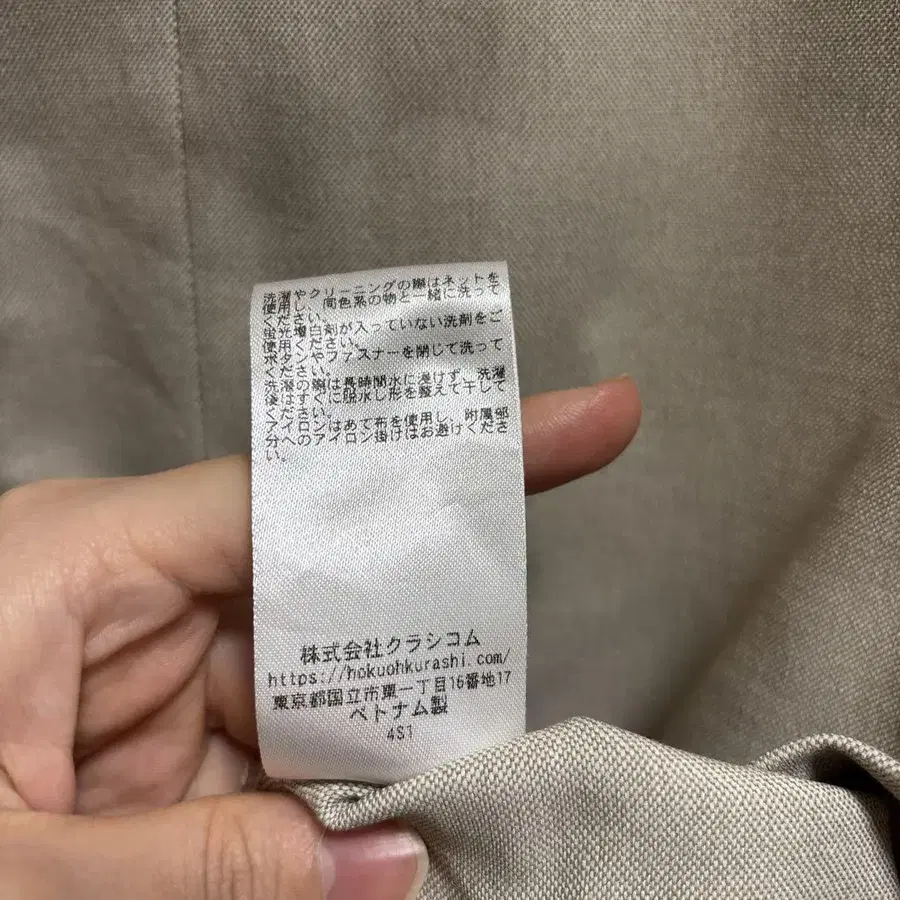 洗濯やクリーニングの際はネットを
使用し、同色系の物と一緒に洗って
ください。
蛍光増白剤が入っていない洗剤をご
使用ください。
ボタンやファスナーを閉じて洗って
ください。
洗濯の際は長時間水に浸けず、洗濯
後はすぐに脱水し形を整えて干して
ください。
アイロンはあて布を使用し、附属部
分へのアイロン掛けはお避けくださ
い。
株式会社クラシコム
https://hokuohkurashi.com/
東京都国立市東一丁目16番地17
ベトナム製
4S1